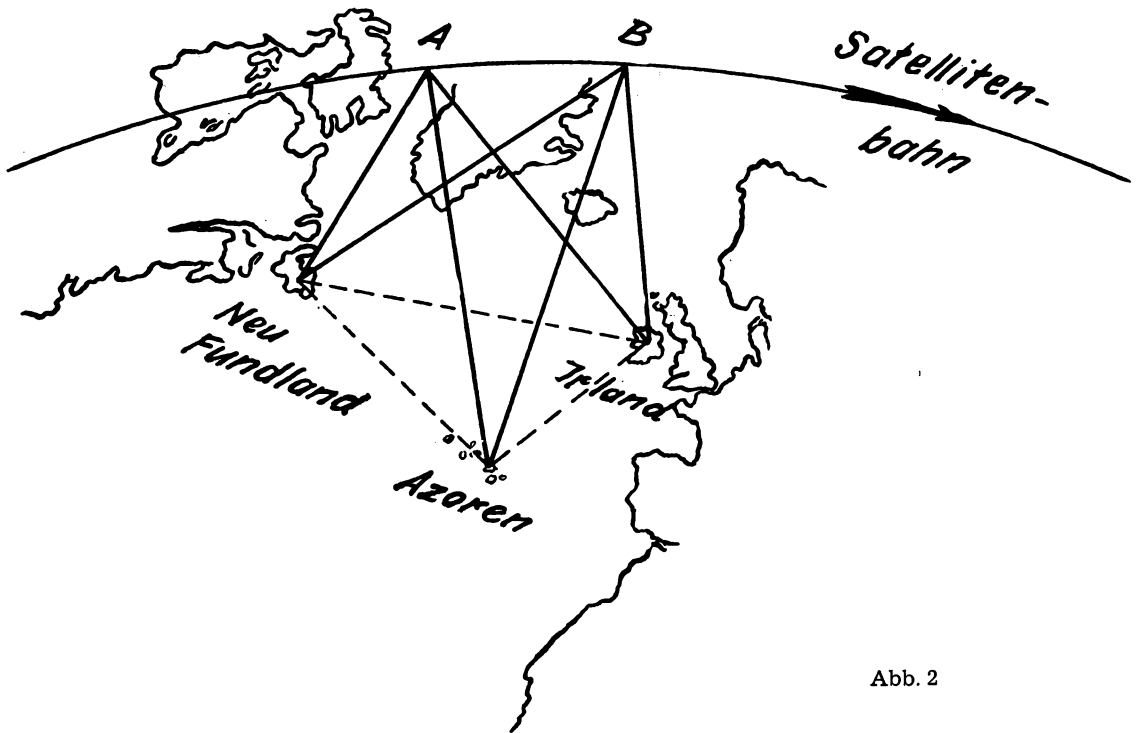 A
B
Satelliten-
bahn
Neu
Fundland
Irland
Azoren
Abb. 2